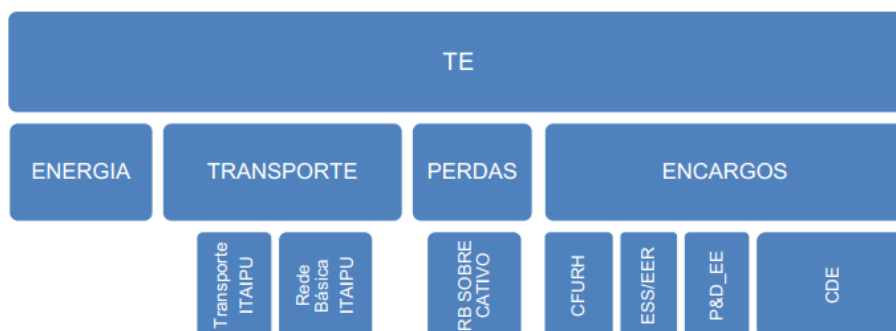 TE
ENERGIA
TRANSPORTE
PERDAS
ENCARGOS
Transporte
ITAIPU
Rede
Básica
ITAIPU
RB SOBRE
CATIVO
CFURH
ESS/EER
P&D_EE
CDE